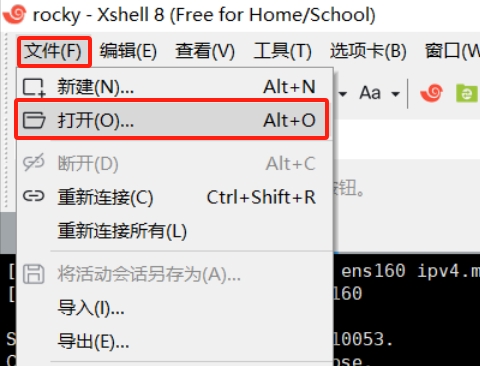 rocky - Xshell 8 (Free for Home/School)
文件(F) 编辑(E) 查看(V) 工具(T) 选项卡(B) 窗口(W
新建(N)... Alt+N
Aa
打开(O)... Alt+O
断开(D) Alt+C
重新连接(C) Ctrl+Shift+R
钮。
重新连接所有(L)
[ ens160 ipv4.m
将活动会话另存为(A)...
[ 160
导入(I)...
S 10053.
导出(E)...
C ose.